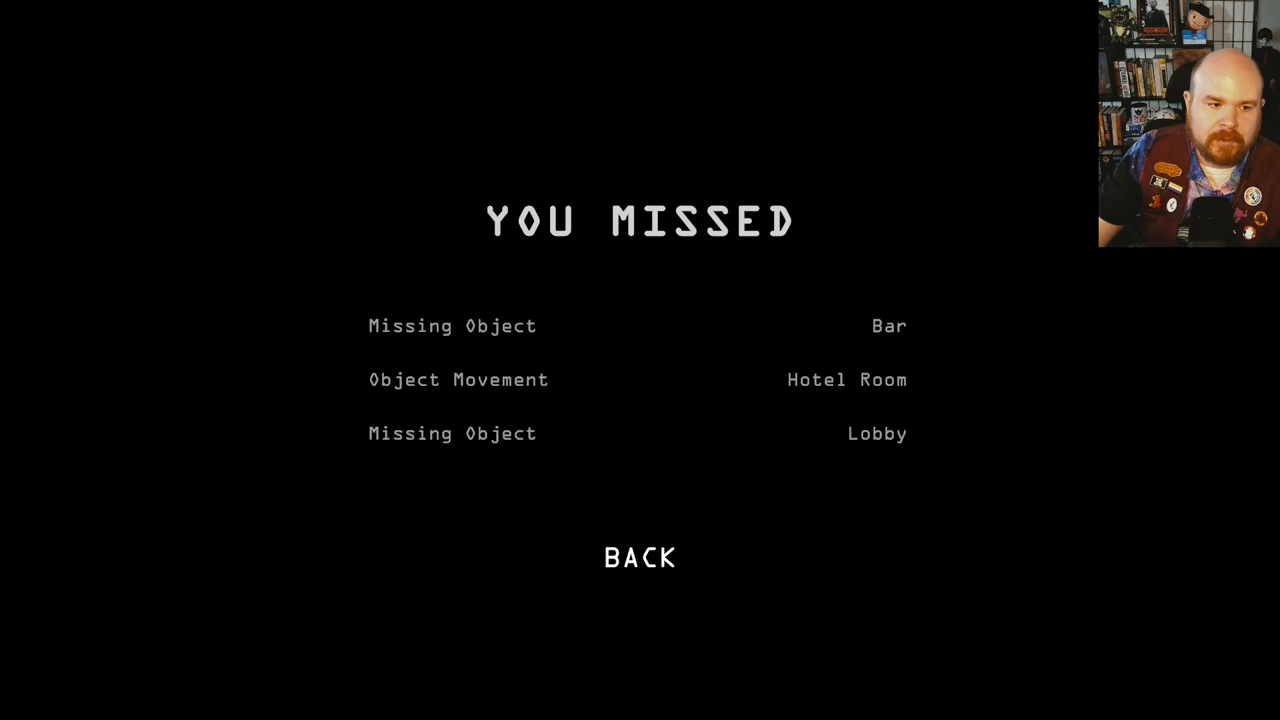 YOU MISSED
Missing Object Bar
Object Movement Hotel Room
Missing Object Lobby
BACK